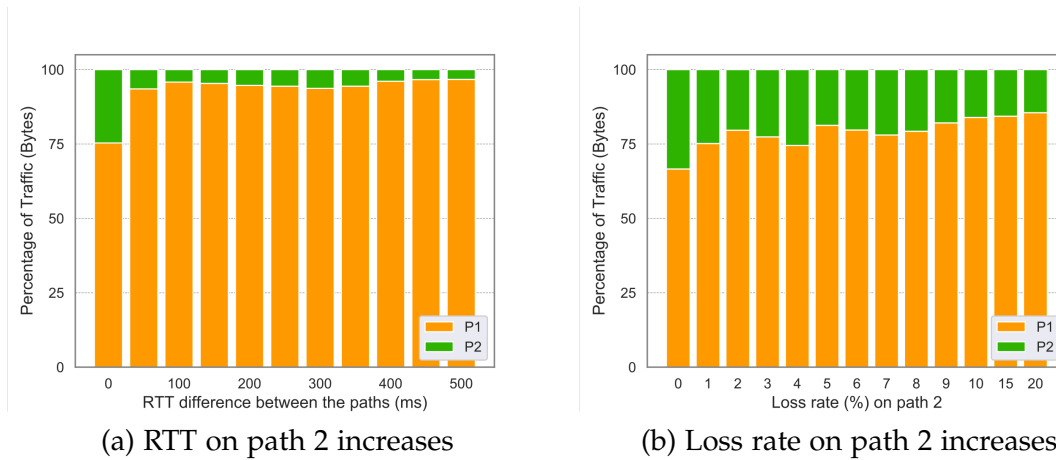 100
75
50
25
0
Percentage of Traffic (Bytes)
P1
P2
0 100 200 300 400 500
RTT difference between the paths (ms)
(a) RTT on path 2 increases
100
75
50
25
0
Percentage of Traffic (Bytes)
P1
P2
0 1 2 3 4 5 6 7 8 9 10 15 20
Loss rate (%) on path 2
(b) Loss rate on path 2 increases